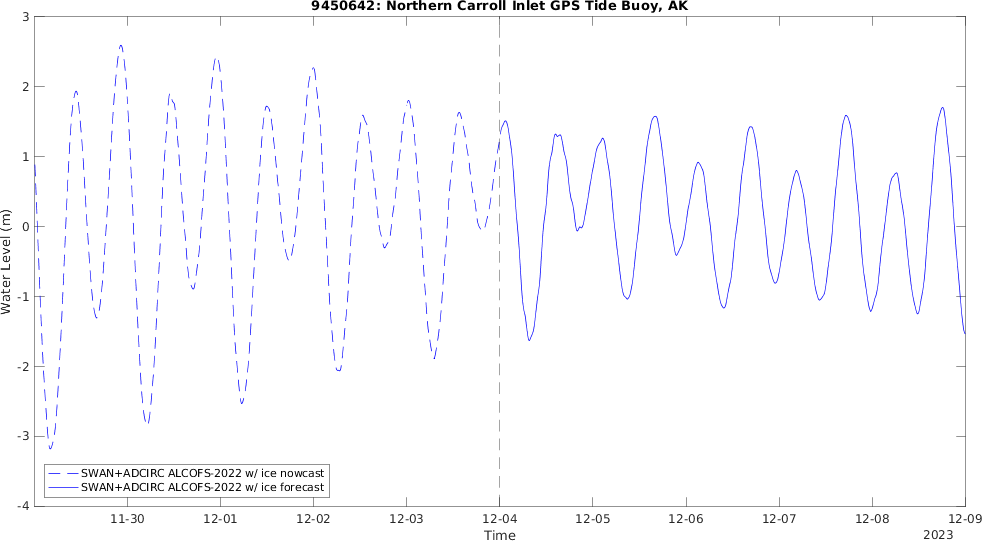 9450642: Northern Carroll Inlet GPS Tide Buoy, AK
3
2
1
0
-1
-2
-3
-4
Water Level (m)
SWAN+ADCIRC ALCOFS-2022 w/ ice nowcast
SWAN+ADCIRC ALCOFS-2022 w/ ice forecast
11-30 12-01 12-02 12-03 12-04 12-05 12-06 12-07 12-08 12-09
Time
2023